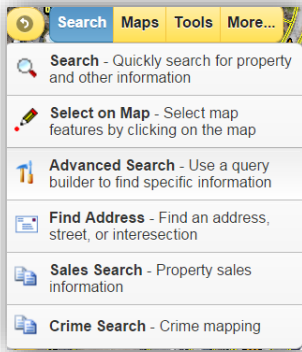 Search Maps Tools More...
Search - Quickly search for property
and other information
Select on Map - Select map
features by clicking on the map
Advanced Search - Use a query
builder to find specific information
Find Address - Find an address,
street, or interesection
Sales Search - Property sales
information
Crime Search - Crime mapping